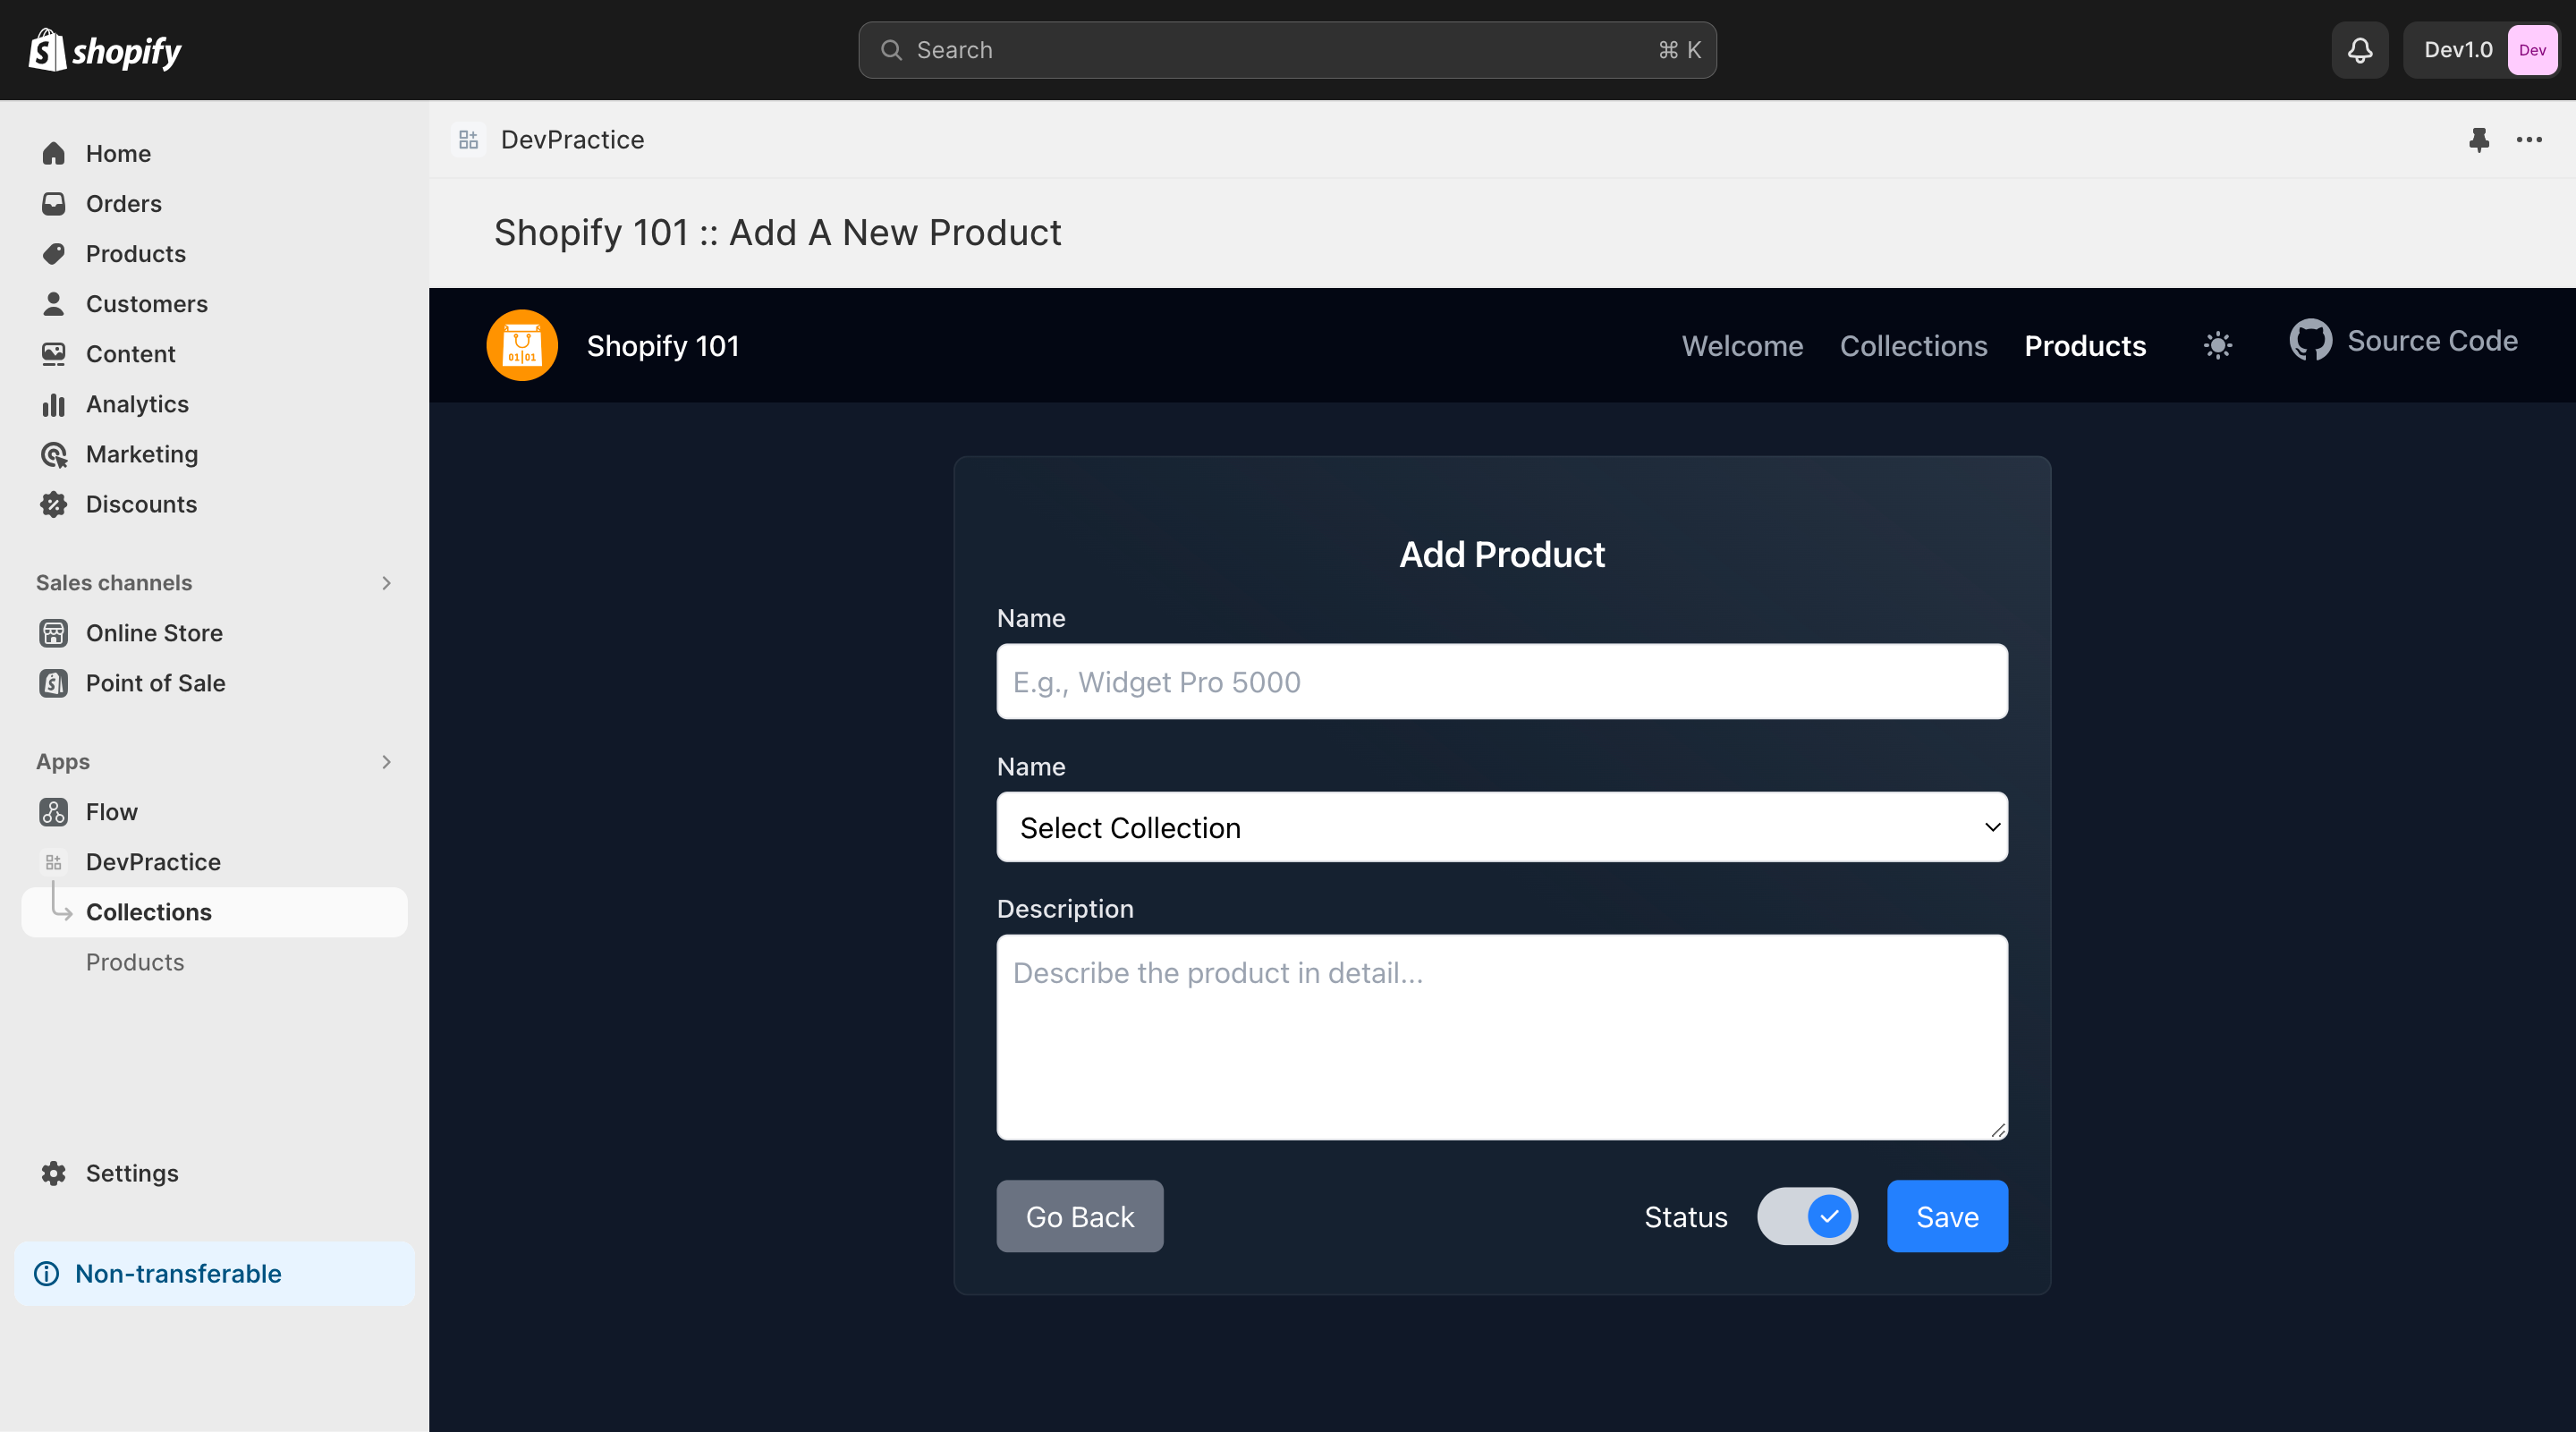 shopify
Search
⌘ K
Dev1.0
Dev
Home
Orders
Products
Customers
Content
Analytics
Marketing
Discounts
Sales channels
Online Store
Point of Sale
Apps
Flow
DevPractice
Collections
Products
Settings
Non-transferable
DevPractice
Shopify 101 :: Add A New Product
01|01
Shopify 101
Welcome
Collections
Products
Source Code
Add Product
Name
E.g., Widget Pro 5000
Name
Select Collection
Description
Describe the product in detail...
Go Back
Status
Save